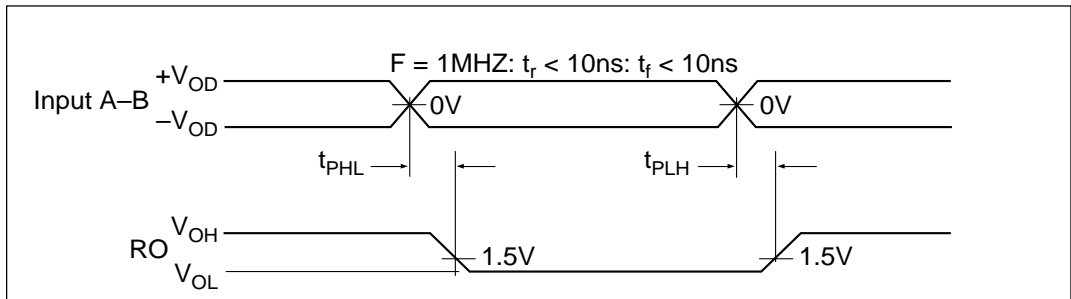 F = 1MHZ: tr < 10ns: tf < 10ns
+VOD
Input A–B
0V
0V
–VOD
tPHL
tPLH
VOH
RO
1.5V
1.5V
VOL